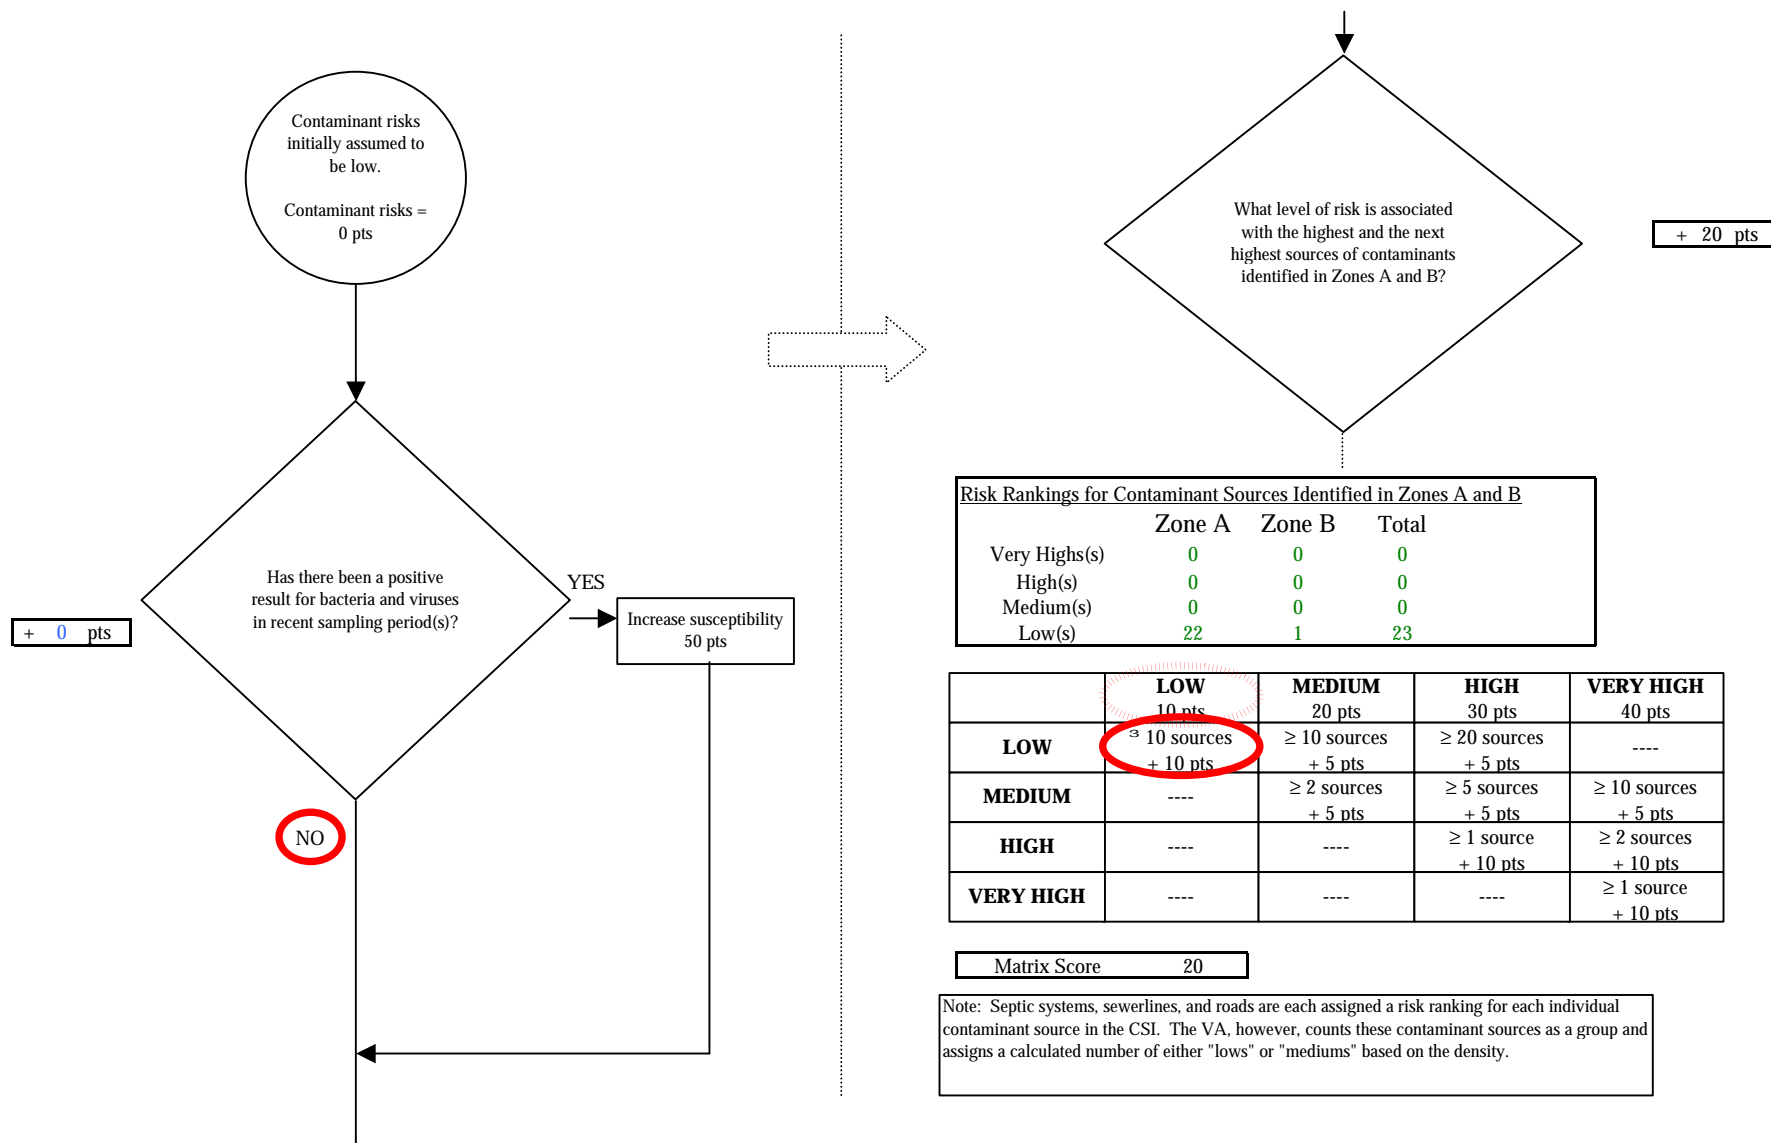 Contaminant risks
initially assumed to
be low.
Contaminant risks =
0 pts
Has there been a positive
result for bacteria and viruses
in recent sampling period(s)?
YES
Increase susceptibility
50 pts
+ 0 pts
NO
What level of risk is associated
with the highest and the next
highest sources of contaminants
identified in Zones A and B?
+ 20 pts
Risk Rankings for Contaminant Sources Identified in Zones A and B
Zone A Zone B Total
Very Highs(s) 0 0 0
High(s) 0 0 0
Medium(s) 0 0 0
Low(s) 22 1 23
LOW MEDIUM HIGH VERY HIGH
10 pts 20 pts 30 pts 40 pts
LOW ³ 10 sources ≥ 10 sources ≥ 20 sources ----
+ 10 pts + 5 pts + 5 pts
MEDIUM ---- ≥ 2 sources ≥ 5 sources ≥ 10 sources
+ 5 pts + 5 pts + 5 pts
HIGH ---- ---- ≥ 1 source ≥ 2 sources
+ 10 pts + 10 pts
VERY HIGH ---- ---- ---- ≥ 1 source
+ 10 pts
Matrix Score 20
Note: Septic systems, sewerlines, and roads are each assigned a risk ranking for each individual
contaminant source in the CSI. The VA, however, counts these contaminant sources as a group and
assigns a calculated number of either "lows" or "mediums" based on the density.